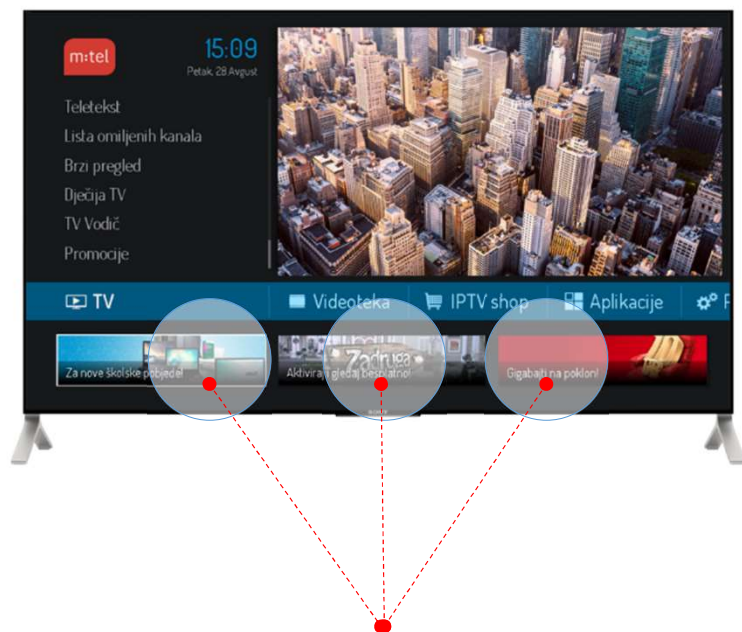 m:tel
15:09
Petak, 28 Avgust
Teletekst
Lista omiljenih kanala
Brzi pregled
Dječija TV
TV Vodič
Promocije
TV
Videoteka
IPTV shop
Aplikacije
Za nove školske pobjede!
Zadruga
Aktiviraj i gledaj besplatno!
Gigabajti na poklon!